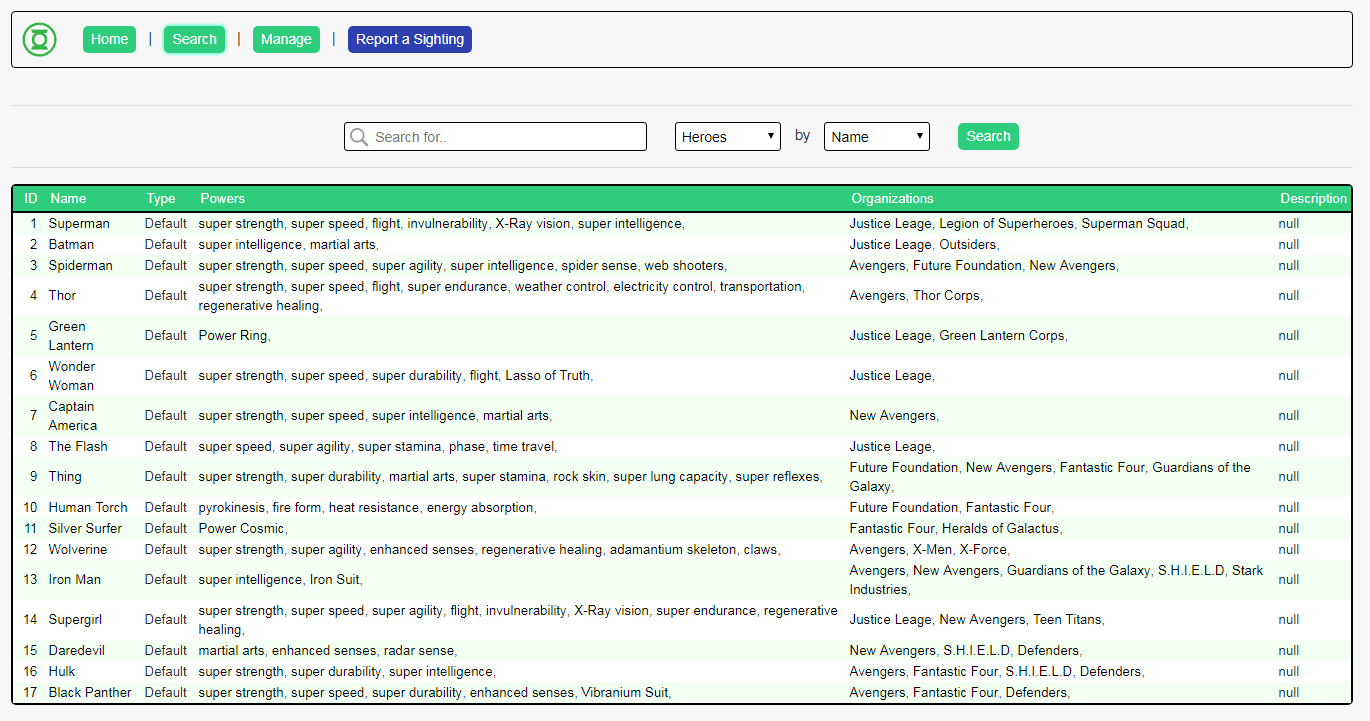 Home | Search | Manage | Report a Sighting
Search for.. Heroes by Name Search
ID Name Type Powers Organizations Description
1 Superman Default super strength, super speed, flight, invulnerability, X-Ray vision, super intelligence, Justice Leage, Legion of Superheroes, Superman Squad, null
2 Batman Default super intelligence, martial arts, Justice Leage, Outsiders, null
3 Spiderman Default super strength, super speed, super agility, super intelligence, spider sense, web shooters, Avengers, Future Foundation, New Avengers, null
4 Thor Default super strength, super speed, flight, super endurance, weather control, electricity control, transportation,
regenerative healing, Avengers, Thor Corps, null
5 Green
Lantern Default Power Ring, Justice Leage, Green Lantern Corps, null
6 Wonder
Woman Default super strength, super speed, super durability, flight, Lasso of Truth, Justice Leage, null
7 Captain
America Default super strength, super speed, super intelligence, martial arts, New Avengers, null
8 The Flash Default super speed, super agility, super stamina, phase, time travel, Justice Leage, null
9 Thing Default super strength, super durability, martial arts, super stamina, rock skin, super lung capacity, super reflexes, Future Foundation, New Avengers, Fantastic Four, Guardians of the
Galaxy, null
10 Human Torch Default pyrokinesis, fire form, heat resistance, energy absorption, Future Foundation, Fantastic Four, null
11 Silver Surfer Default Power Cosmic, Fantastic Four, Heralds of Galactus, null
12 Wolverine Default super strength, super agility, enhanced senses, regenerative healing, adamantium skeleton, claws, Avengers, X-Men, X-Force, null
13 Iron Man Default super intelligence, Iron Suit, Avengers, New Avengers, Guardians of the Galaxy, S.H.I.E.L.D, Stark
Industries, null
14 Supergirl Default super strength, super speed, super agility, flight, invulnerability, X-Ray vision, super endurance, regenerative
healing, Justice Leage, New Avengers, Teen Titans, null
15 Daredevil Default martial arts, enhanced senses, radar sense, New Avengers, S.H.I.E.L.D, Defenders, null
16 Hulk Default super strength, super durability, super intelligence, Avengers, Fantastic Four, S.H.I.E.L.D, Defenders, null
17 Black Panther Default super strength, super speed, super durability, enhanced senses, Vibranium Suit, Avengers, Fantastic Four, Defenders, null